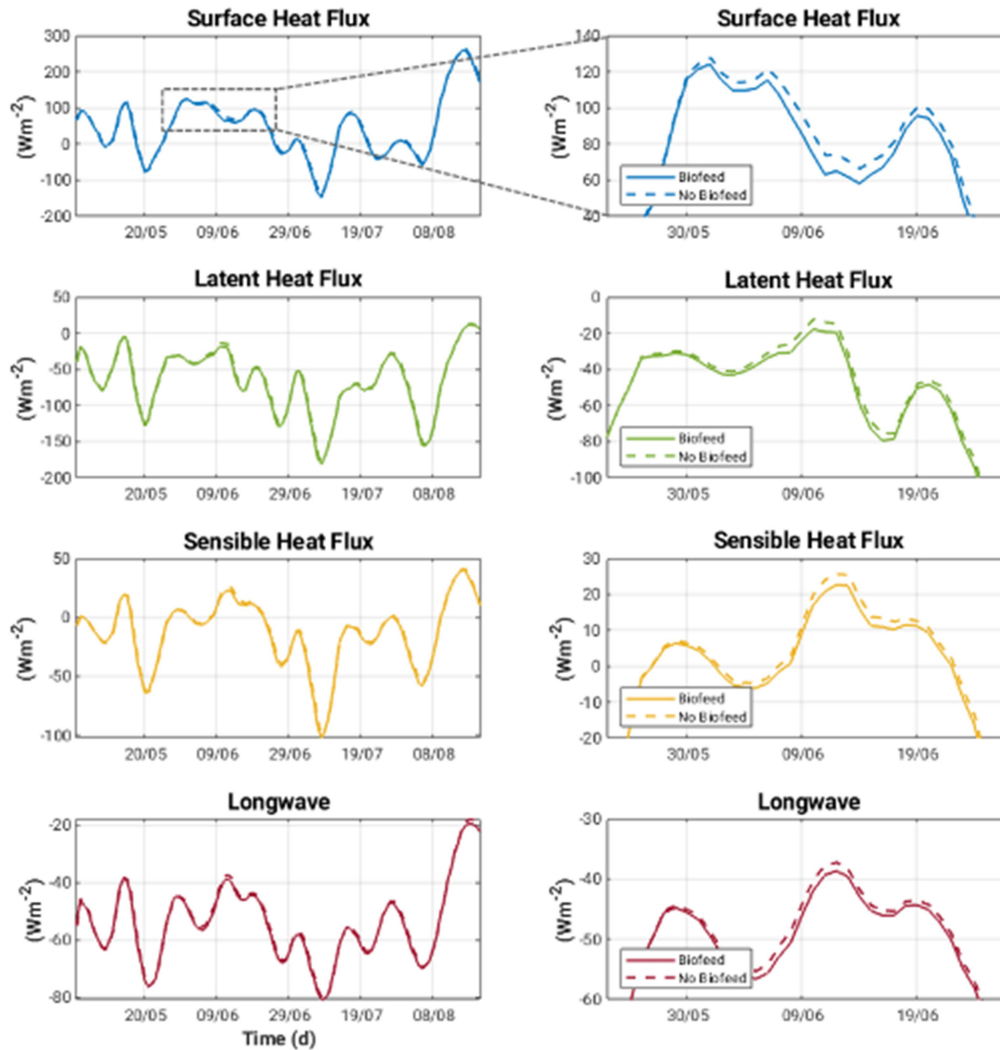 Surface Heat Flux
300
200
100
0
-100
-200
(Wm-2)
20/05 09/06 29/06 19/07 08/08
Surface Heat Flux
140
120
100
80
60
40
(Wm-2)
Biofeed
No Biofeed
30/05 09/06 19/06
Latent Heat Flux
50
0
-50
-100
-150
-200
(Wm-2)
20/05 09/06 29/06 19/07 08/08
Latent Heat Flux
0
-20
-40
-60
-80
-100
(Wm-2)
Biofeed
No Biofeed
30/05 09/06 19/06
Sensible Heat Flux
50
0
-50
-100
(Wm-2)
20/05 09/06 29/06 19/07 08/08
Sensible Heat Flux
30
20
10
0
-10
-20
(Wm-2)
Biofeed
No Biofeed
30/05 09/06 19/06
Longwave
-20
-40
-60
-80
(Wm-2)
20/05 09/06 29/06 19/07 08/08
Time (d)
Longwave
-30
-40
-50
-60
(Wm-2)
Biofeed
No Biofeed
30/05 09/06 19/06